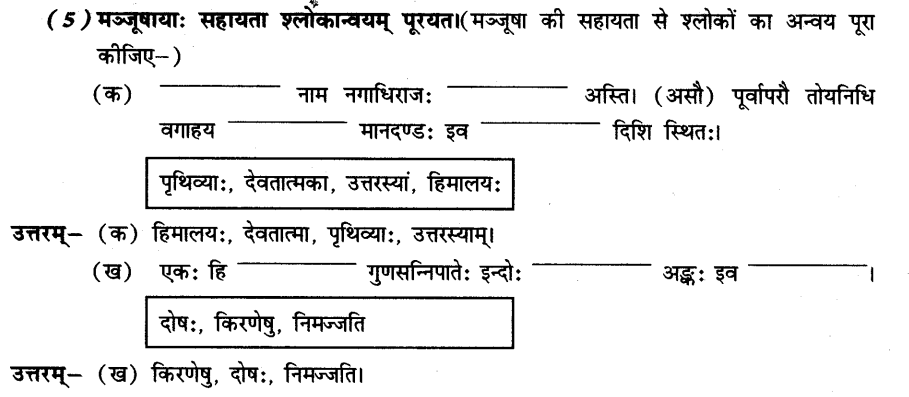 (5) मञ्जूषायाः सहायता श्लोकान्वयम् पूरयत।(मञ्जूषा की सहायता से श्लोकों का अन्वय पूरा
कीजिए–)
(क) ________ नाम नगाधिराजः ________ अस्ति। (असौ) पूर्वापरौ तोयनिधि
वगाहय ________ मानदण्डः इव ________ दिशि स्थितः।
पृथिव्याः, देवतात्मका, उत्तरस्यां, हिमालयः
उत्तरम्– (क) हिमालयः, देवतात्मा, पृथिव्याः, उत्तरस्याम्।
(ख) एकः हि ________ गुणसन्निपातेः इन्दोः ________ अङ्कः इव ________ ।
दोषः, किरणेषु, निमज्जति
उत्तरम्– (ख) किरणेषु, दोषः, निमज्जति।